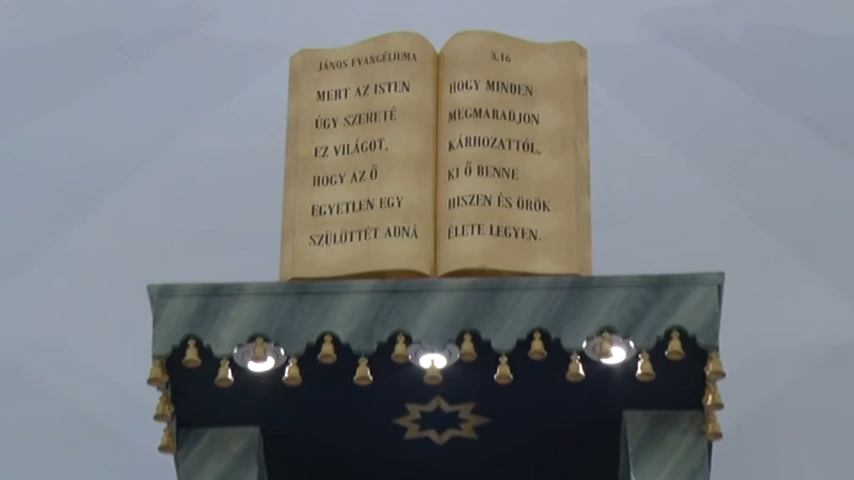 JÁNOS EVANGÉLIUMA
MERT AZ ISTEN
ÚGY SZERETÉ
EZ VILÁGOT,
HOGY AZ Ő
EGYETLEN EGY
SZÜLÖTTÉT ADNÁ
3,16
HOGY MINDEN
MEGMARADJON
KÁRHOZATTÓL,
KI Ő BENNE
HISZEN ÉS ÖRÖK
ÉLETE LEGYEN.